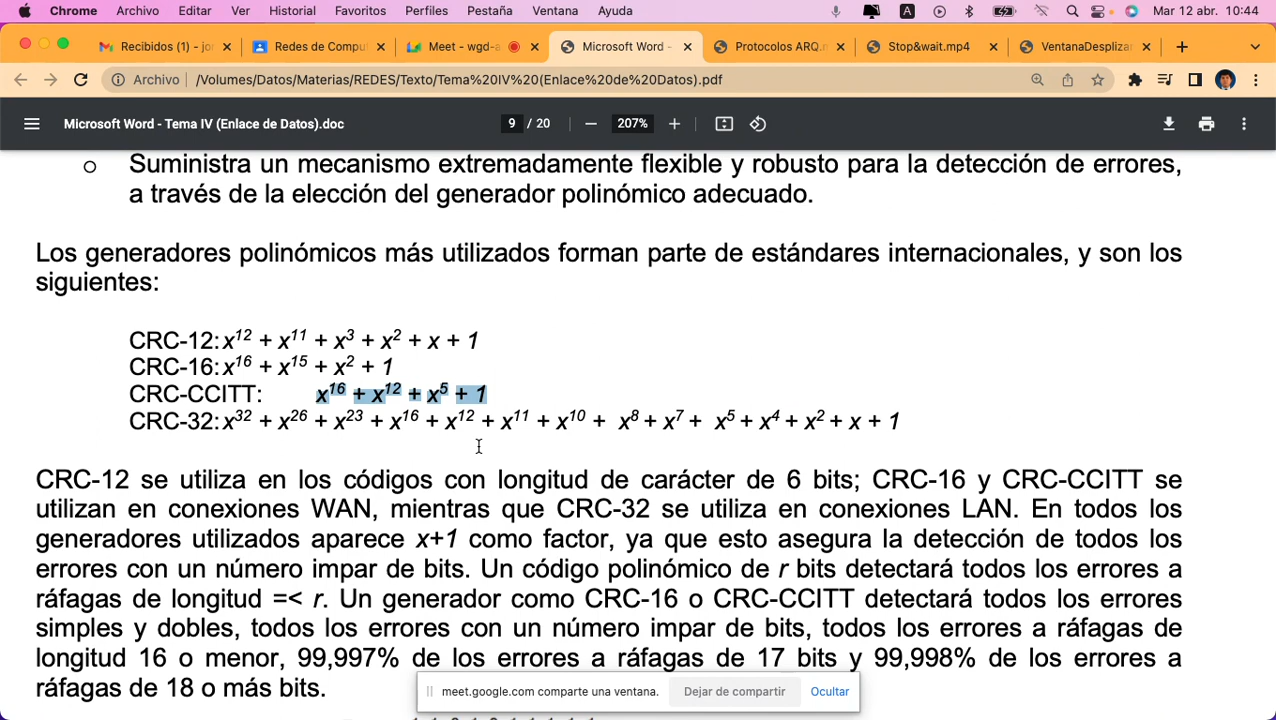 Chrome Archivo Editar Ver Historial Favoritos Perfiles Pestaña Ventana Ayuda A Mar 12 abr. 10:44
Recibidos (1) - jo × Redes de Compu × Meet - wgd-a × Microsoft Word - × Protocolos ARQ.m × Stop&wait.mp4 × VentanaDesplizar × +
Archivo /Volumes/Datos/Materias/REDES/Texto/Tema%20IV%20(Enlace%20de%20Datos).pdf
Microsoft Word - Tema IV (Enlace de Datos).doc 9 / 20 − 207% +
o Suministra un mecanismo extremadamente flexible y robusto para la detección de errores,
a través de la elección del generador polinómico adecuado.
Los generadores polinómicos más utilizados forman parte de estándares internacionales, y son los
siguientes:
CRC-12: x¹² + x¹¹ + x³ + x² + x + 1
CRC-16: x¹⁶ + x¹⁵ + x² + 1
CRC-CCITT: x¹⁶ + x¹² + x⁵ + 1
CRC-32: x³² + x²⁶ + x²³ + x¹⁶ + x¹² + x¹¹ + x¹⁰ + x⁸ + x⁷ + x⁵ + x⁴ + x² + x + 1
CRC-12 se utiliza en los códigos con longitud de carácter de 6 bits; CRC-16 y CRC-CCITT se
utilizan en conexiones WAN, mientras que CRC-32 se utiliza en conexiones LAN. En todos los
generadores utilizados aparece x+1 como factor, ya que esto asegura la detección de todos los
errores con un número impar de bits. Un código polinómico de r bits detectará todos los errores a
ráfagas de longitud =< r. Un generador como CRC-16 o CRC-CCITT detectará todos los errores
simples y dobles, todos los errores con un número impar de bits, todos los errores a ráfagas de
longitud 16 o menor, 99,997% de los errores a ráfagas de 17 bits y 99,998% de los errores a
ráfagas de 18 o más bits.
meet.google.com comparte una ventana. Dejar de compartir Ocultar